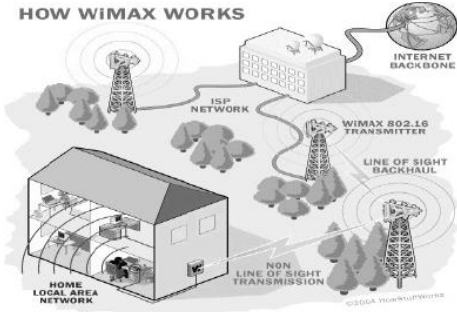 HOW WiMAX WORKS
INTERNET
BACKBONE
ISP
NETWORK
WiMAX 802.16
TRANSMITTER
LINE OF SIGHT
BACKHAUL
NON
LINE OF SIGHT
TRANSMISSION
HOME
LOCAL AREA
NETWORK
©2004 HowStuffWorks